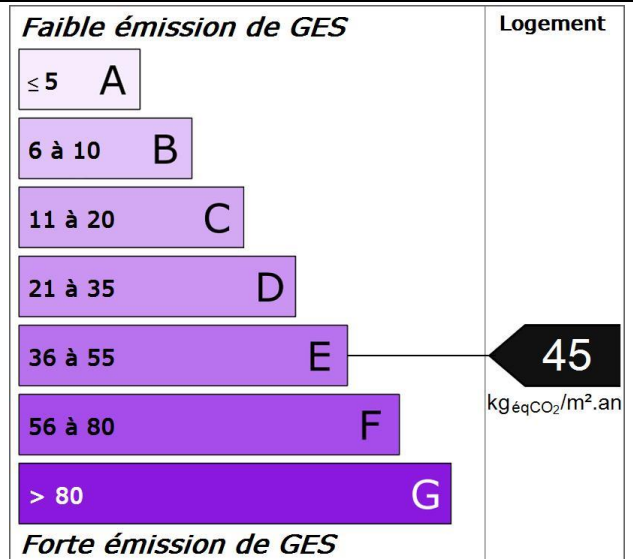 Faible émission de GES
Logement
≤ 5 A
6 à 10 B
11 à 20 C
21 à 35 D
36 à 55 E
45
kgéqCO₂/m².an
56 à 80 F
> 80 G
Forte émission de GES